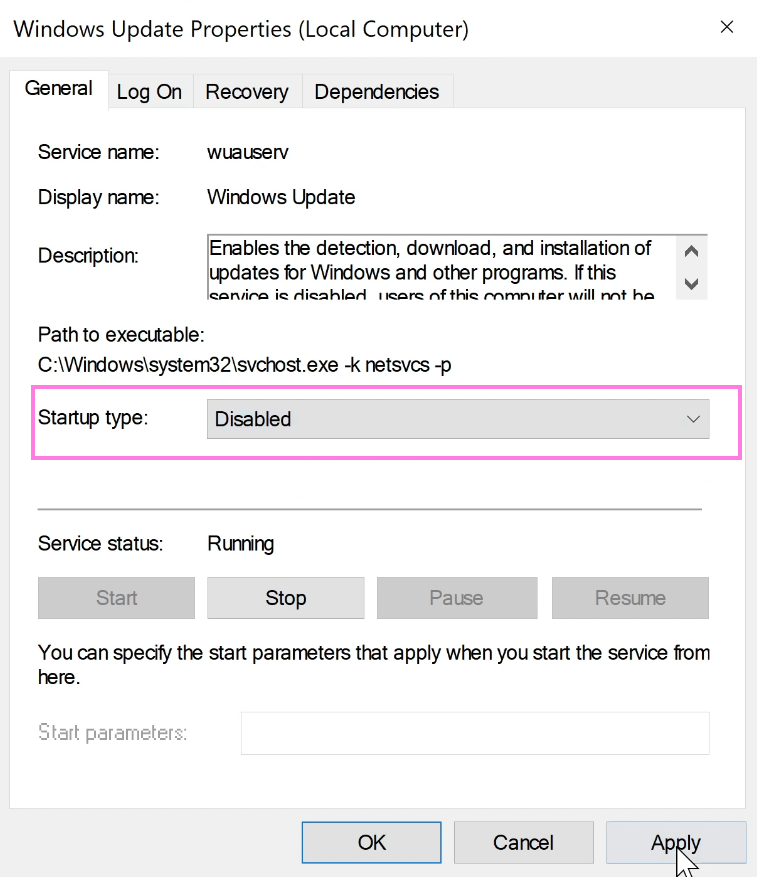 Windows Update Properties (Local Computer)
General Log On Recovery Dependencies
Service name: wuauserv
Display name: Windows Update
Description: Enables the detection, download, and installation of
updates for Windows and other programs. If this
service is disabled, users of this computer will not be
Path to executable:
C:\Windows\system32\svchost.exe -k netsvcs -p
Startup type: Disabled
Service status: Running
Start Stop Pause Resume
You can specify the start parameters that apply when you start the service from
here.
Start parameters:
OK Cancel Apply